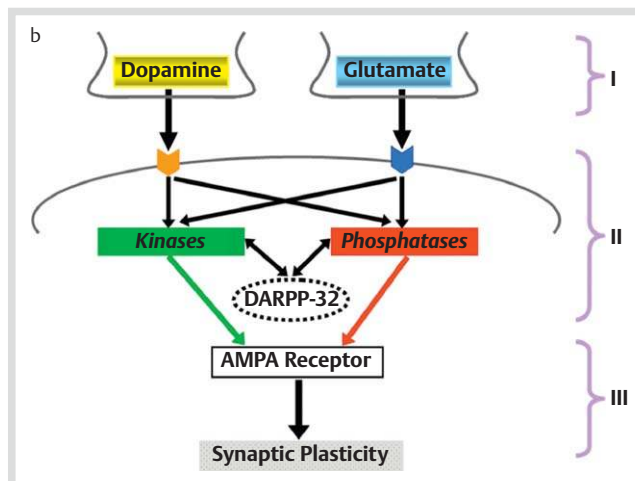 b
Dopamine
Glutamate
I
Kinases
Phosphatases
II
DARPP-32
AMPA Receptor
III
Synaptic Plasticity